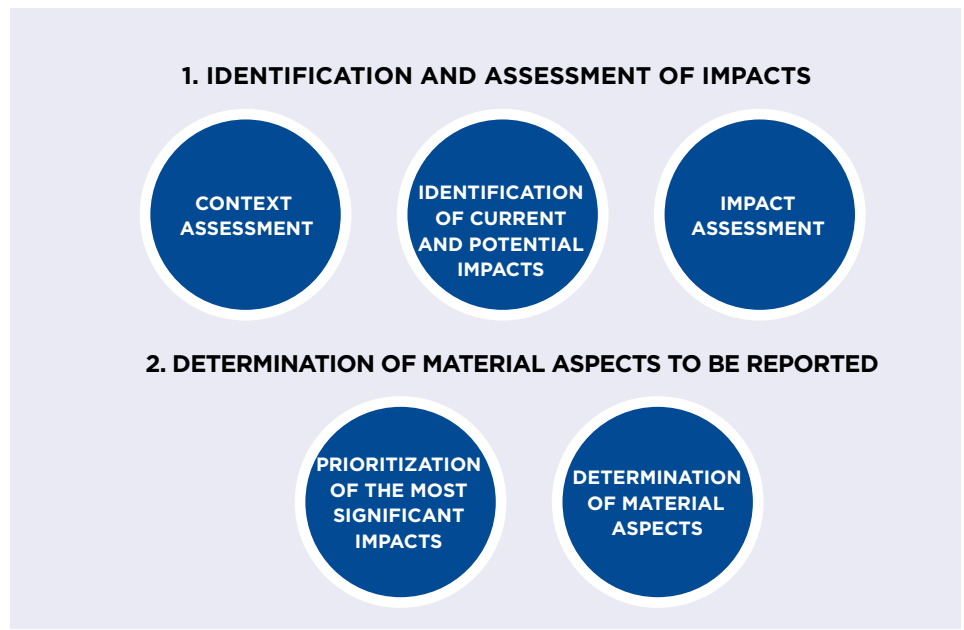 1. IDENTIFICATION AND ASSESSMENT OF IMPACTS
CONTEXT
ASSESSMENT
IDENTIFICATION
OF CURRENT
AND POTENTIAL
IMPACTS
IMPACT
ASSESSMENT
2. DETERMINATION OF MATERIAL ASPECTS TO BE REPORTED
PRIORITIZATION
OF THE MOST
SIGNIFICANT
IMPACTS
DETERMINATION
OF MATERIAL
ASPECTS